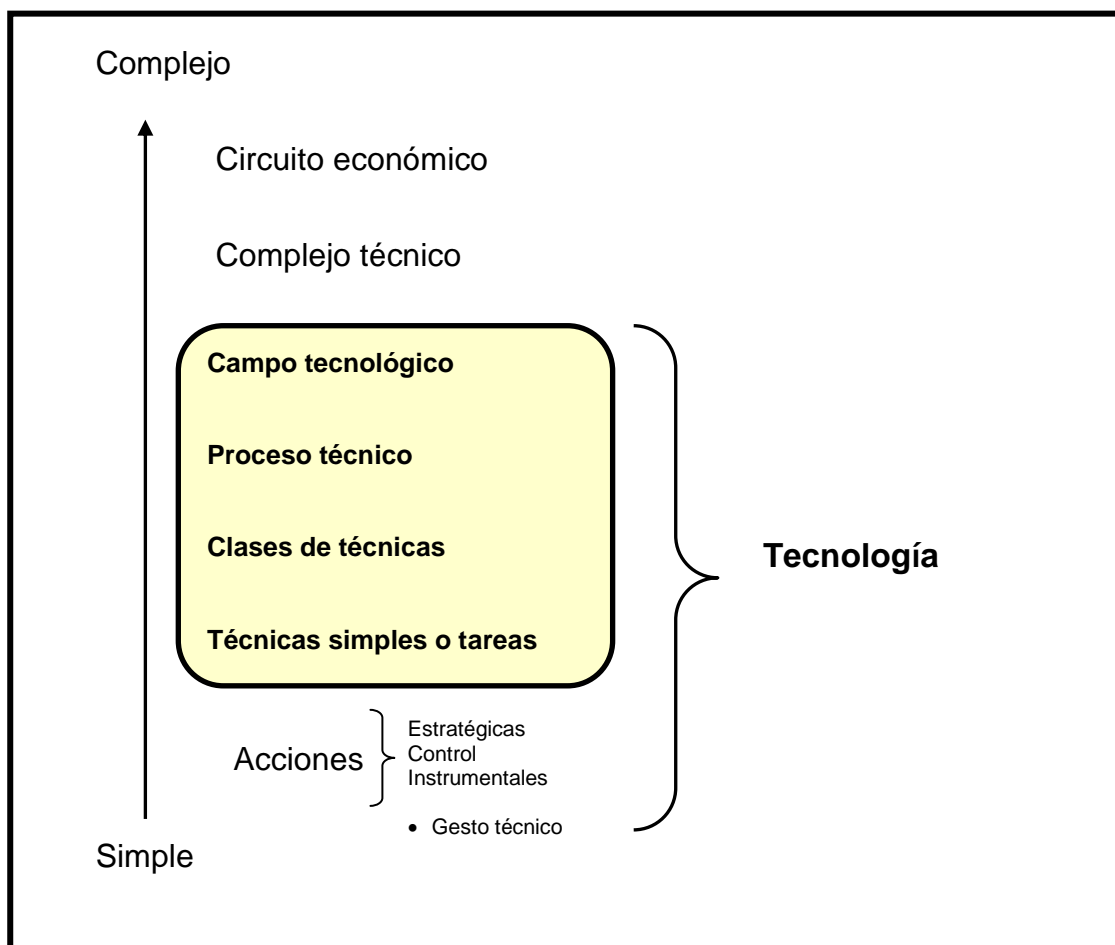 Complejo
Circuito económico
Complejo técnico
Campo tecnológico
Proceso técnico
Clases de técnicas
Tecnología
Técnicas simples o tareas
Acciones
Estratégicas
Control
Instrumentales
• Gesto técnico
Simple